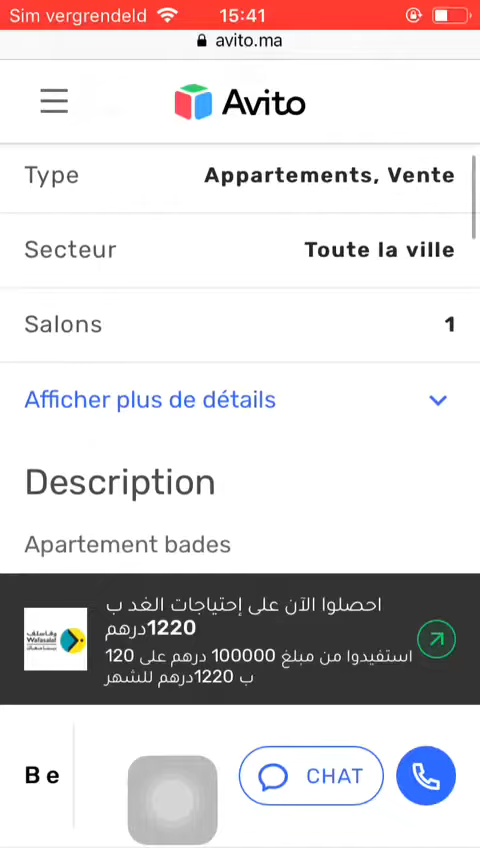 Sim vergrendeld 15:41
avito.ma
Avito
Type Appartements, Vente
Secteur Toute la ville
Salons 1
Afficher plus de détails
Description
Apartement bades
احصلوا الآن على إحتياجات الغد ب
1220درهم
وفاسلف
Wafasalaf
استفيدوا من مبلغ 100000 درهم على 120
ب 1220درهم للشهر
B e CHAT